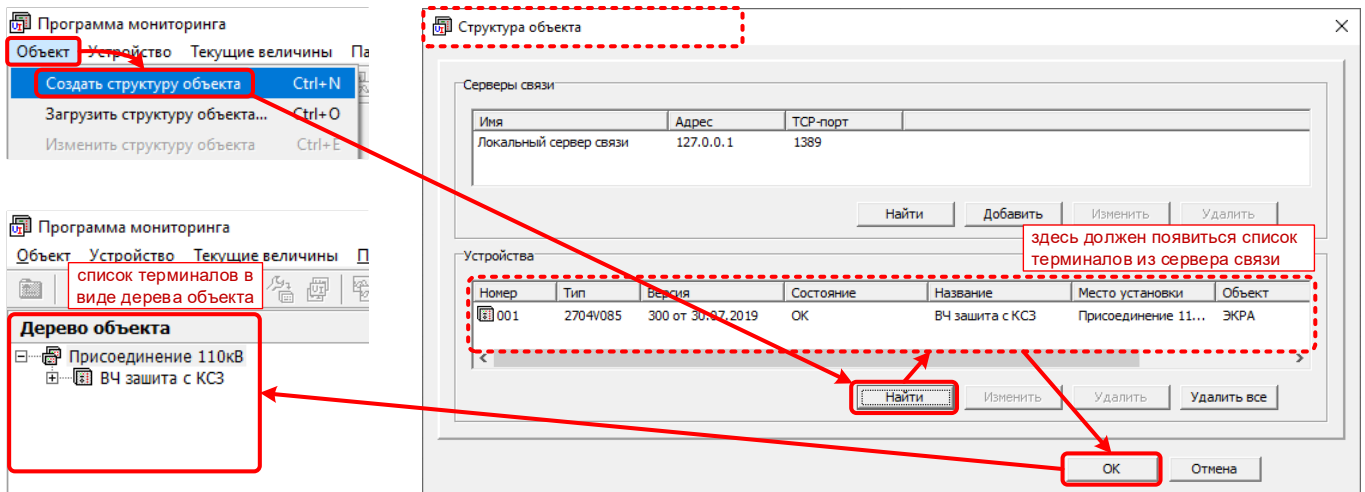 Программа мониторинга
Объект Устройство Текущие величины Па
Создать структуру объекта Ctrl+N
Загрузить структуру объекта... Ctrl+O
Изменить структуру объекта Ctrl+E
Программа мониторинга
Объект Устройство Текущие величины П
список терминалов в
виде дерева объекта
Дерево объекта
Присоединение 110кВ
ВЧ зашита с КСЗ
Структура объекта
Серверы связи
Имя Адрес TCP-порт
Локальный сервер связи 127.0.0.1 1389
Найти Добавить Изменить Удалить
здесь должен появиться список
терминалов из сервера связи
Устройства
Номер Тип Версия Состояние Название Место установки Объект
001 2704V085 300 от 30.07.2019 ОК ВЧ зашита с КСЗ Присоединение 11... ЭКРА
Найти Изменить Удалить Удалить все
ОК Отмена